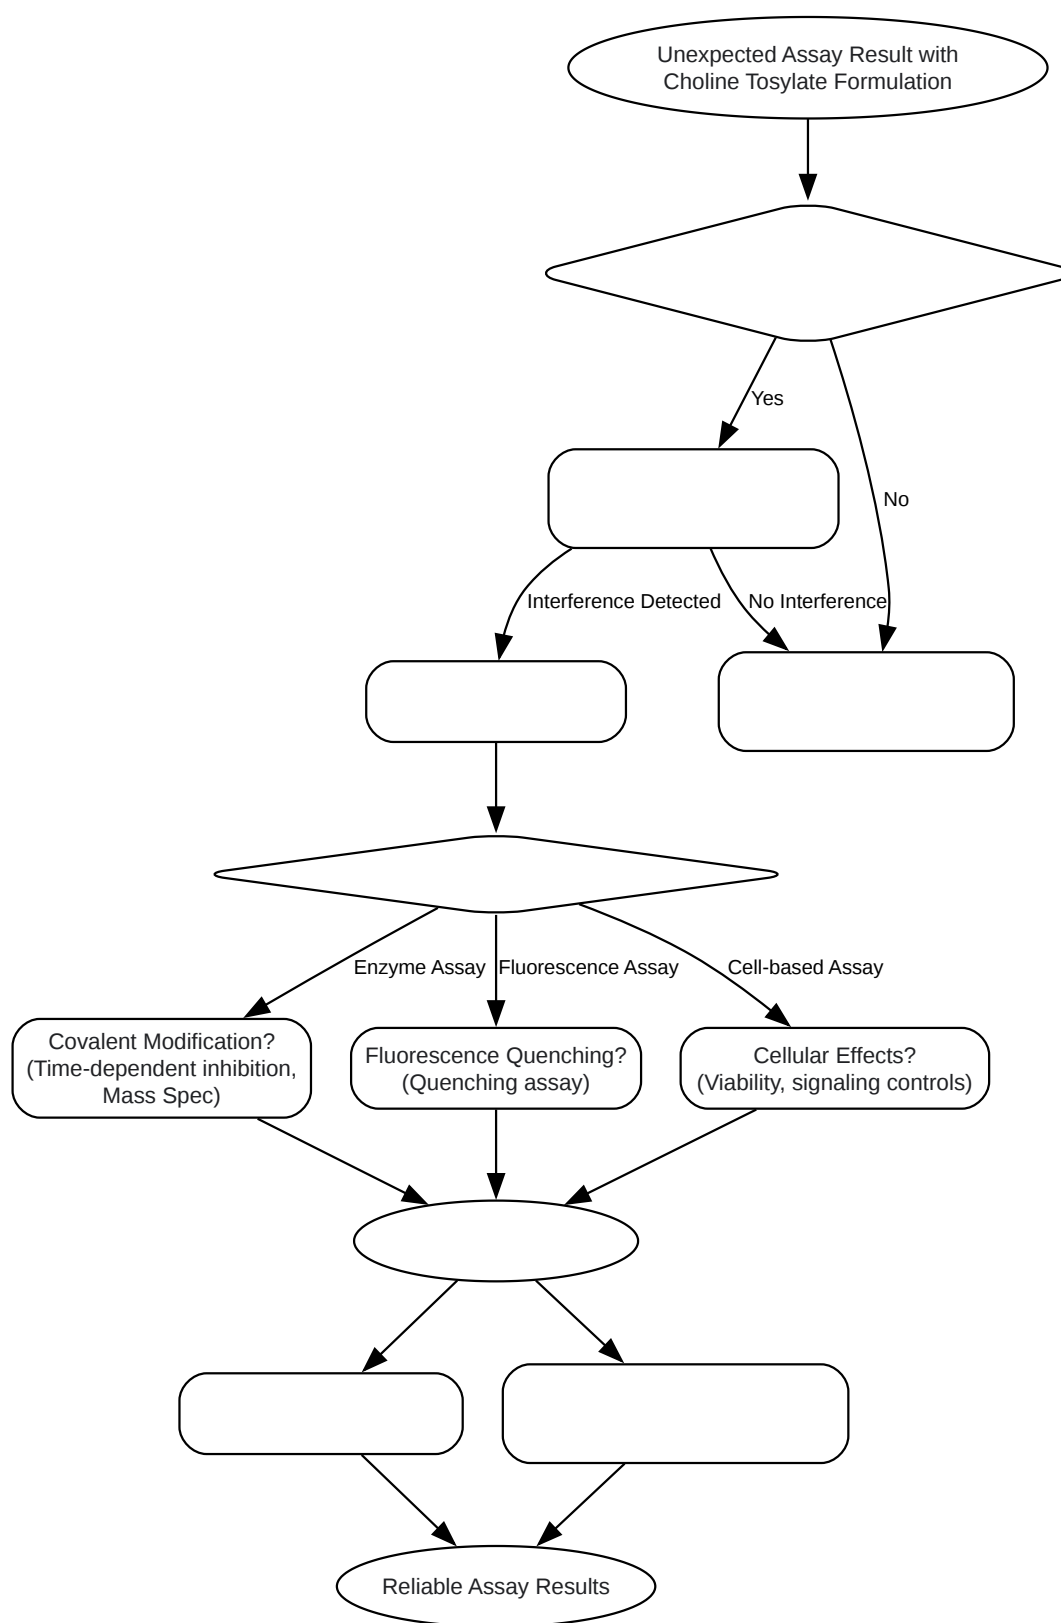 Unexpected Assay Result with
Choline Tosylate Formulation
Yes
No
Interference Detected
No Interference
Enzyme Assay
Fluorescence Assay
Cell-based Assay
Covalent Modification?
(Time-dependent inhibition,
Mass Spec)
Fluorescence Quenching?
(Quenching assay)
Cellular Effects?
(Viability, signaling controls)
Reliable Assay Results